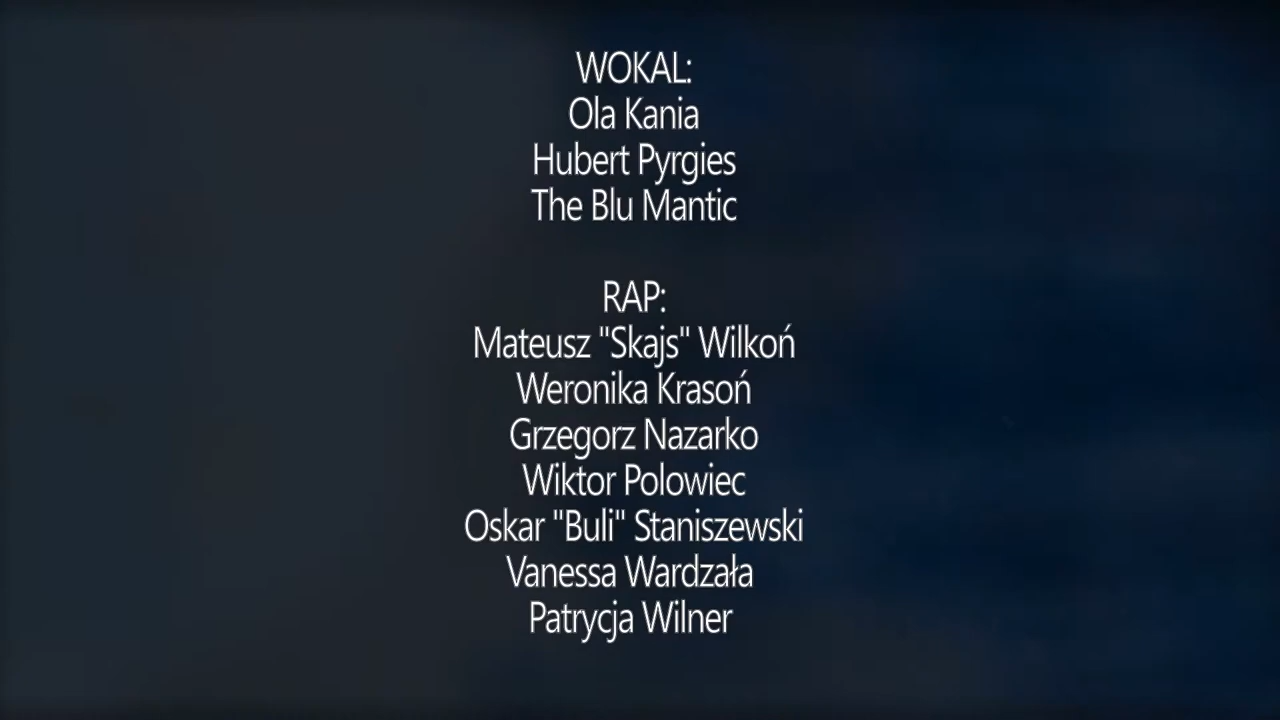 WOKAL:
Ola Kania
Hubert Pyrgies
The Blu Mantic
RAP:
Mateusz "Skajs" Wilkoń
Weronika Krasoń
Grzegorz Nazarko
Wiktor Polowiec
Oskar "Buli" Staniszewski
Vanessa Wardzała
Patrycja Wilner